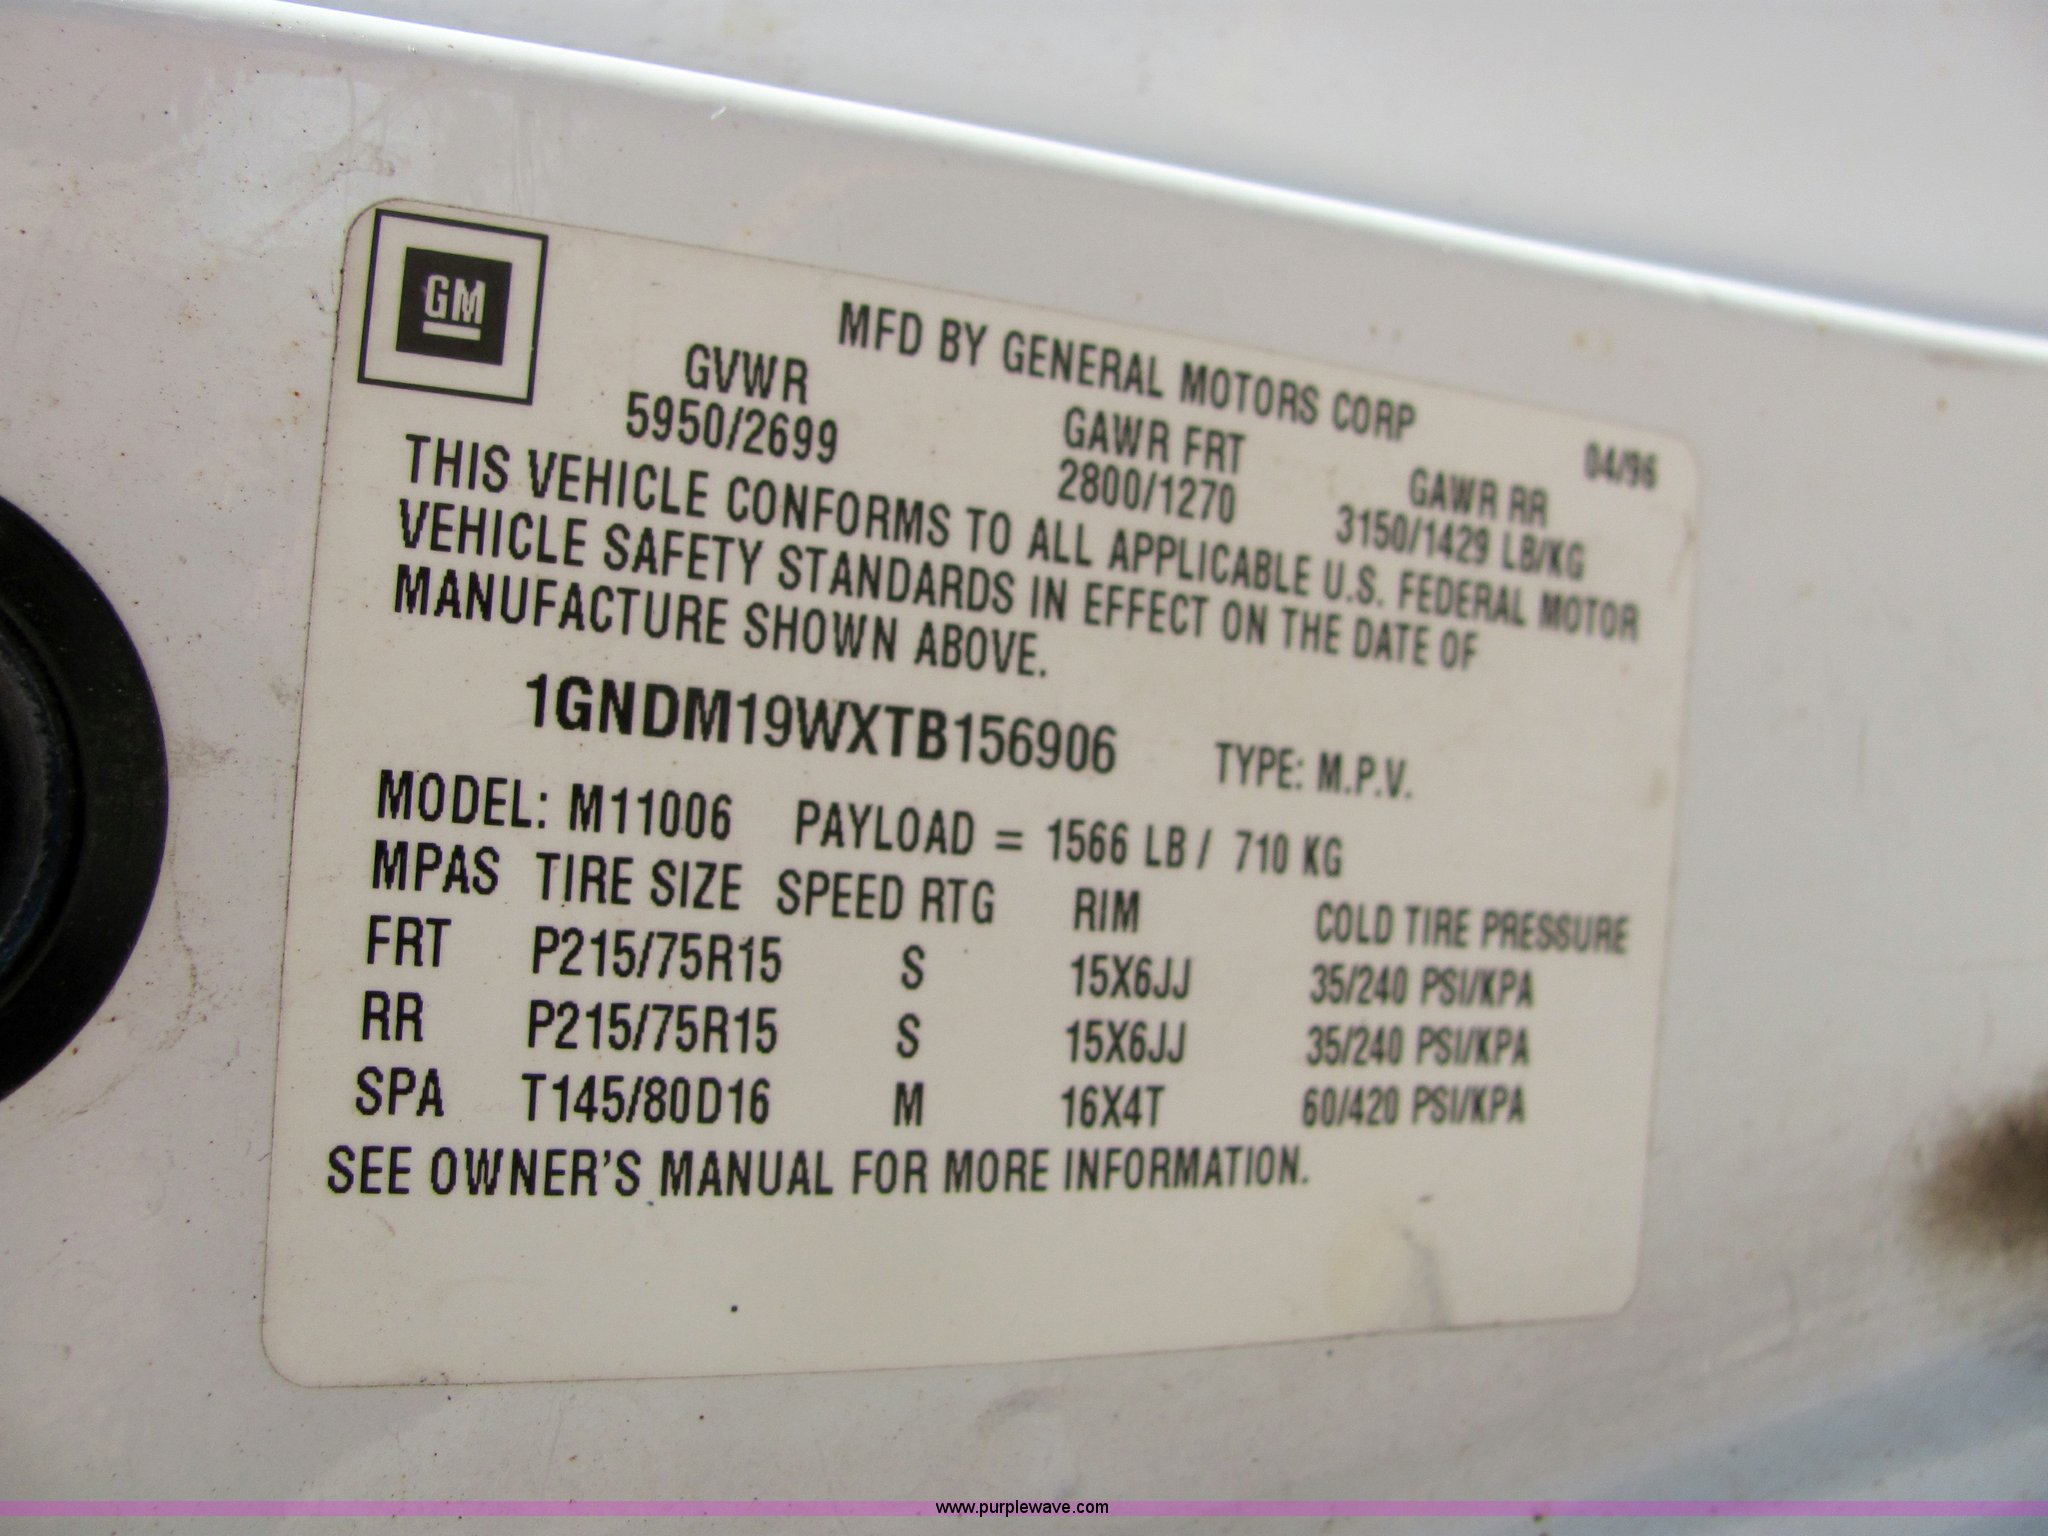 GM
MFD BY GENERAL MOTORS CORP 04/96
GVWR GAWR FRT GAWR RR
5950/2699 2800/1270 3150/1429 LB/KG
THIS VEHICLE CONFORMS TO ALL APPLICABLE U.S. FEDERAL MOTOR
VEHICLE SAFETY STANDARDS IN EFFECT ON THE DATE OF
MANUFACTURE SHOWN ABOVE.
1GNDM19WXTB156906 TYPE: M.P.V.
MODEL: M11006 PAYLOAD = 1566 LB / 710 KG
MPAS TIRE SIZE SPEED RTG RIM COLD TIRE PRESSURE
FRT P215/75R15 S 15X6JJ 35/240 PSI/KPA
RR P215/75R15 S 15X6JJ 35/240 PSI/KPA
SPA T145/80D16 M 16X4T 60/420 PSI/KPA
SEE OWNER'S MANUAL FOR MORE INFORMATION.
www.purplewave.com